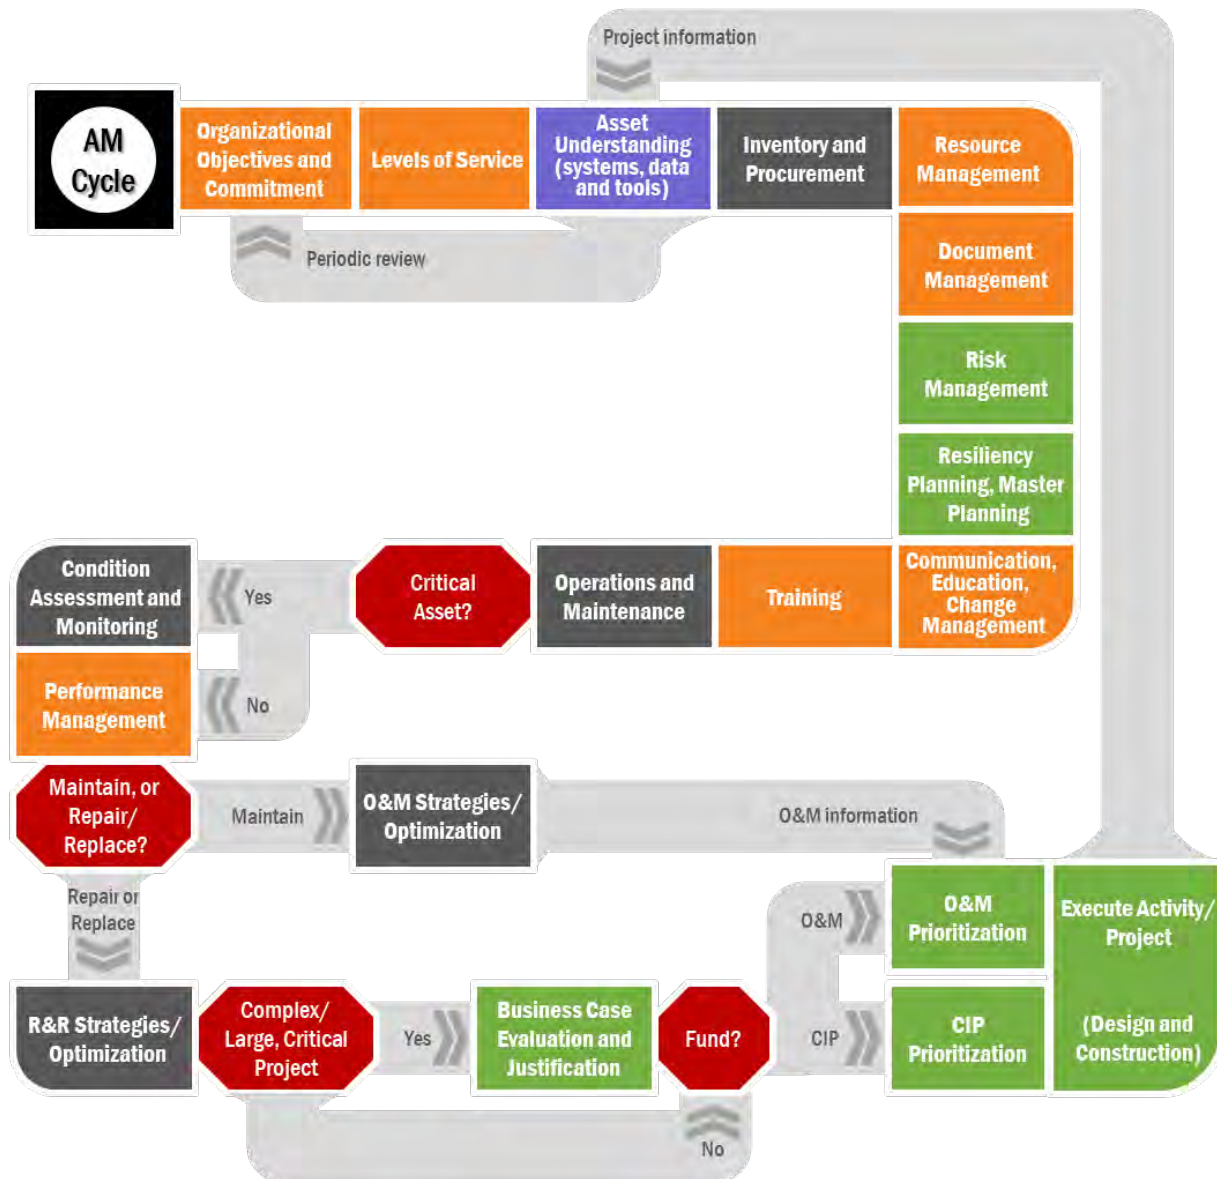 Project information
AM
Cycle
Organizational
Objectives and
Commitment
Levels of Service
Asset
Understanding
(systems, data
and tools)
Inventory and
Procurement
Resource
Management
Periodic review
Document
Management
Risk
Management
Resiliency
Planning, Master
Planning
Communication,
Education,
Change
Management
Training
Operations and
Maintenance
Critical
Asset?
Yes
No
Condition
Assessment and
Monitoring
Performance
Management
Maintain, or
Repair/
Replace?
Maintain
O&M Strategies/
Optimization
O&M information
Repair or
Replace
R&R Strategies/
Optimization
Complex/
Large, Critical
Project
Yes
Business Case
Evaluation and
Justification
Fund?
No
O&M
CIP
O&M
Prioritization
CIP
Prioritization
Execute Activity/
Project
(Design and
Construction)